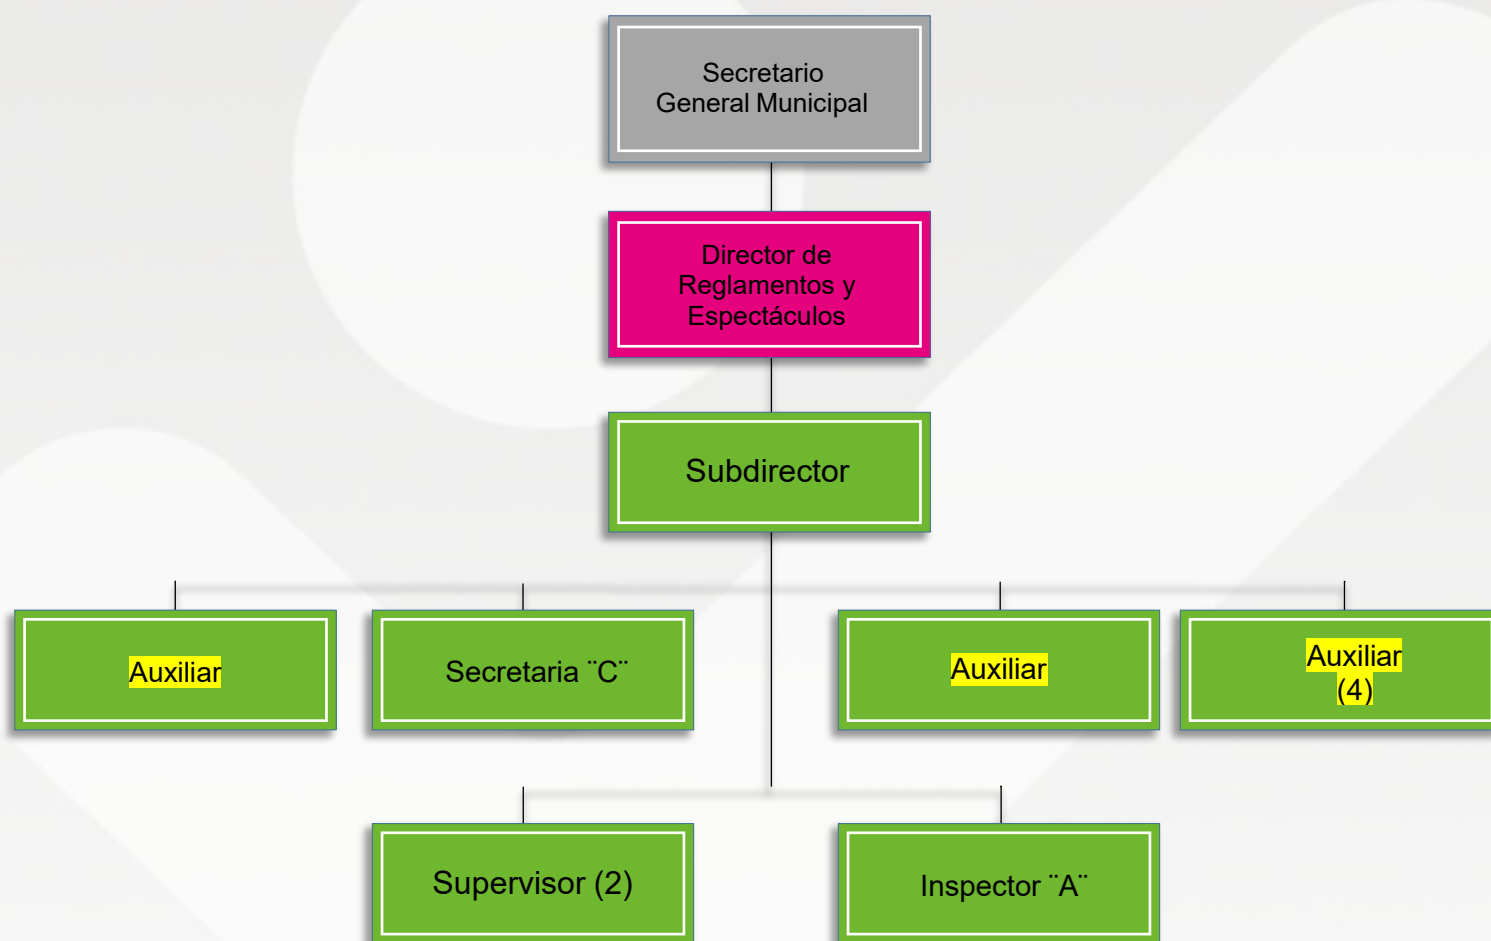 Secretario
General Municipal
Director de
Reglamentos y
Espectáculos
Subdirector
Auxiliar
Secretaria ¨C¨
Auxiliar
Auxiliar
(4)
Supervisor (2)
Inspector ¨A¨